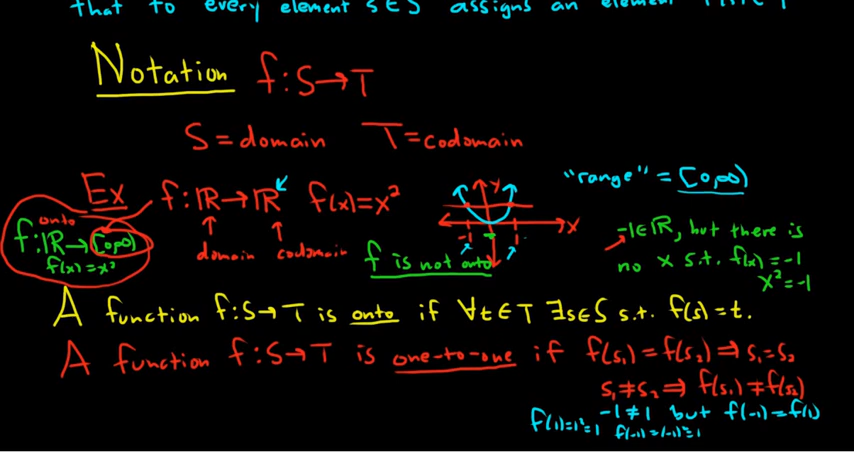 that to every element s∈S assigns an element
Notation f:S→T
S=domain T=codomain
Ex f:ℝ→ℝ f(x)=x²
domain codomain
y
x
-1 1
"range" = [0,∞)
-1∈ℝ, but there is
no x s.t. f(x)=-1
x²=-1
onto
f:ℝ→[0,∞)
f(x)=x²
f is not onto
A function f:S→T is onto if ∀t∈T ∃s∈S s.t. f(s)=t.
A function f:S→T is one-to-one if f(s₁)=f(s₂)⇒s₁=s₂
s₁≠s₂⇒f(s₁)≠f(s₂)
-1≠1 but f(-1)=f(1)
f(1)=1²=1 f(-1)=(-1)²=1